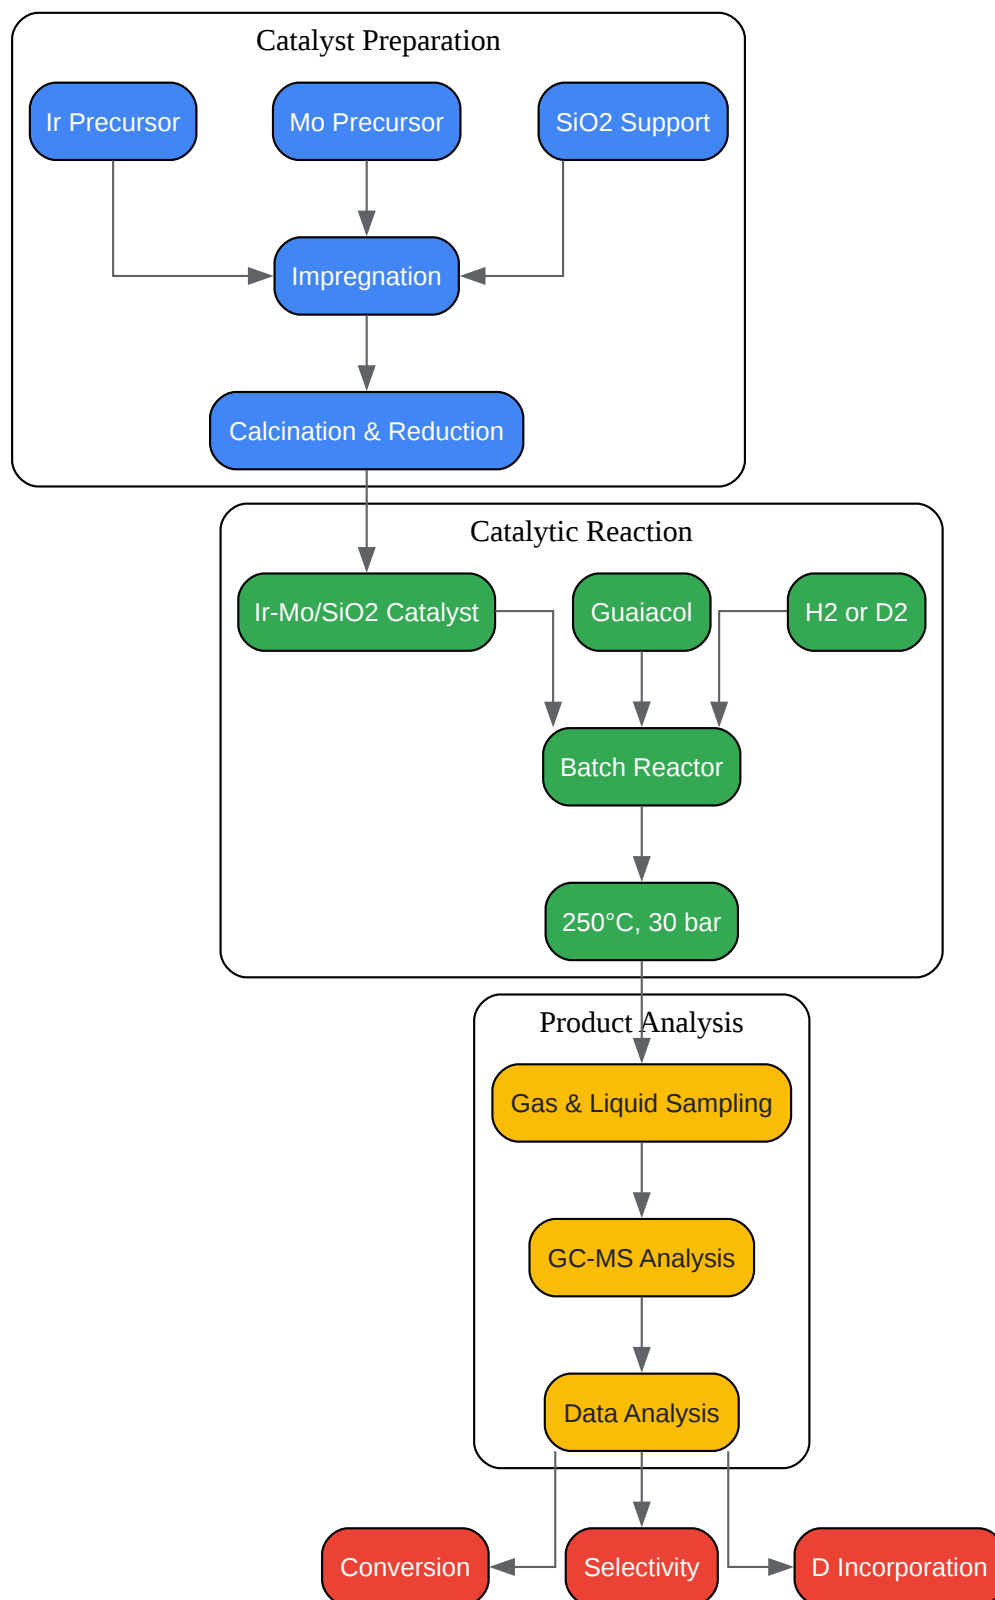 Catalyst Preparation
Ir Precursor
Mo Precursor
SiO2 Support
Impregnation
Calcination & Reduction
Catalytic Reaction
Ir-Mo/SiO2 Catalyst
Guaiacol
H2 or D2
Batch Reactor
250°C, 30 bar
Product Analysis
Gas & Liquid Sampling
GC-MS Analysis
Data Analysis
Conversion
Selectivity
D Incorporation